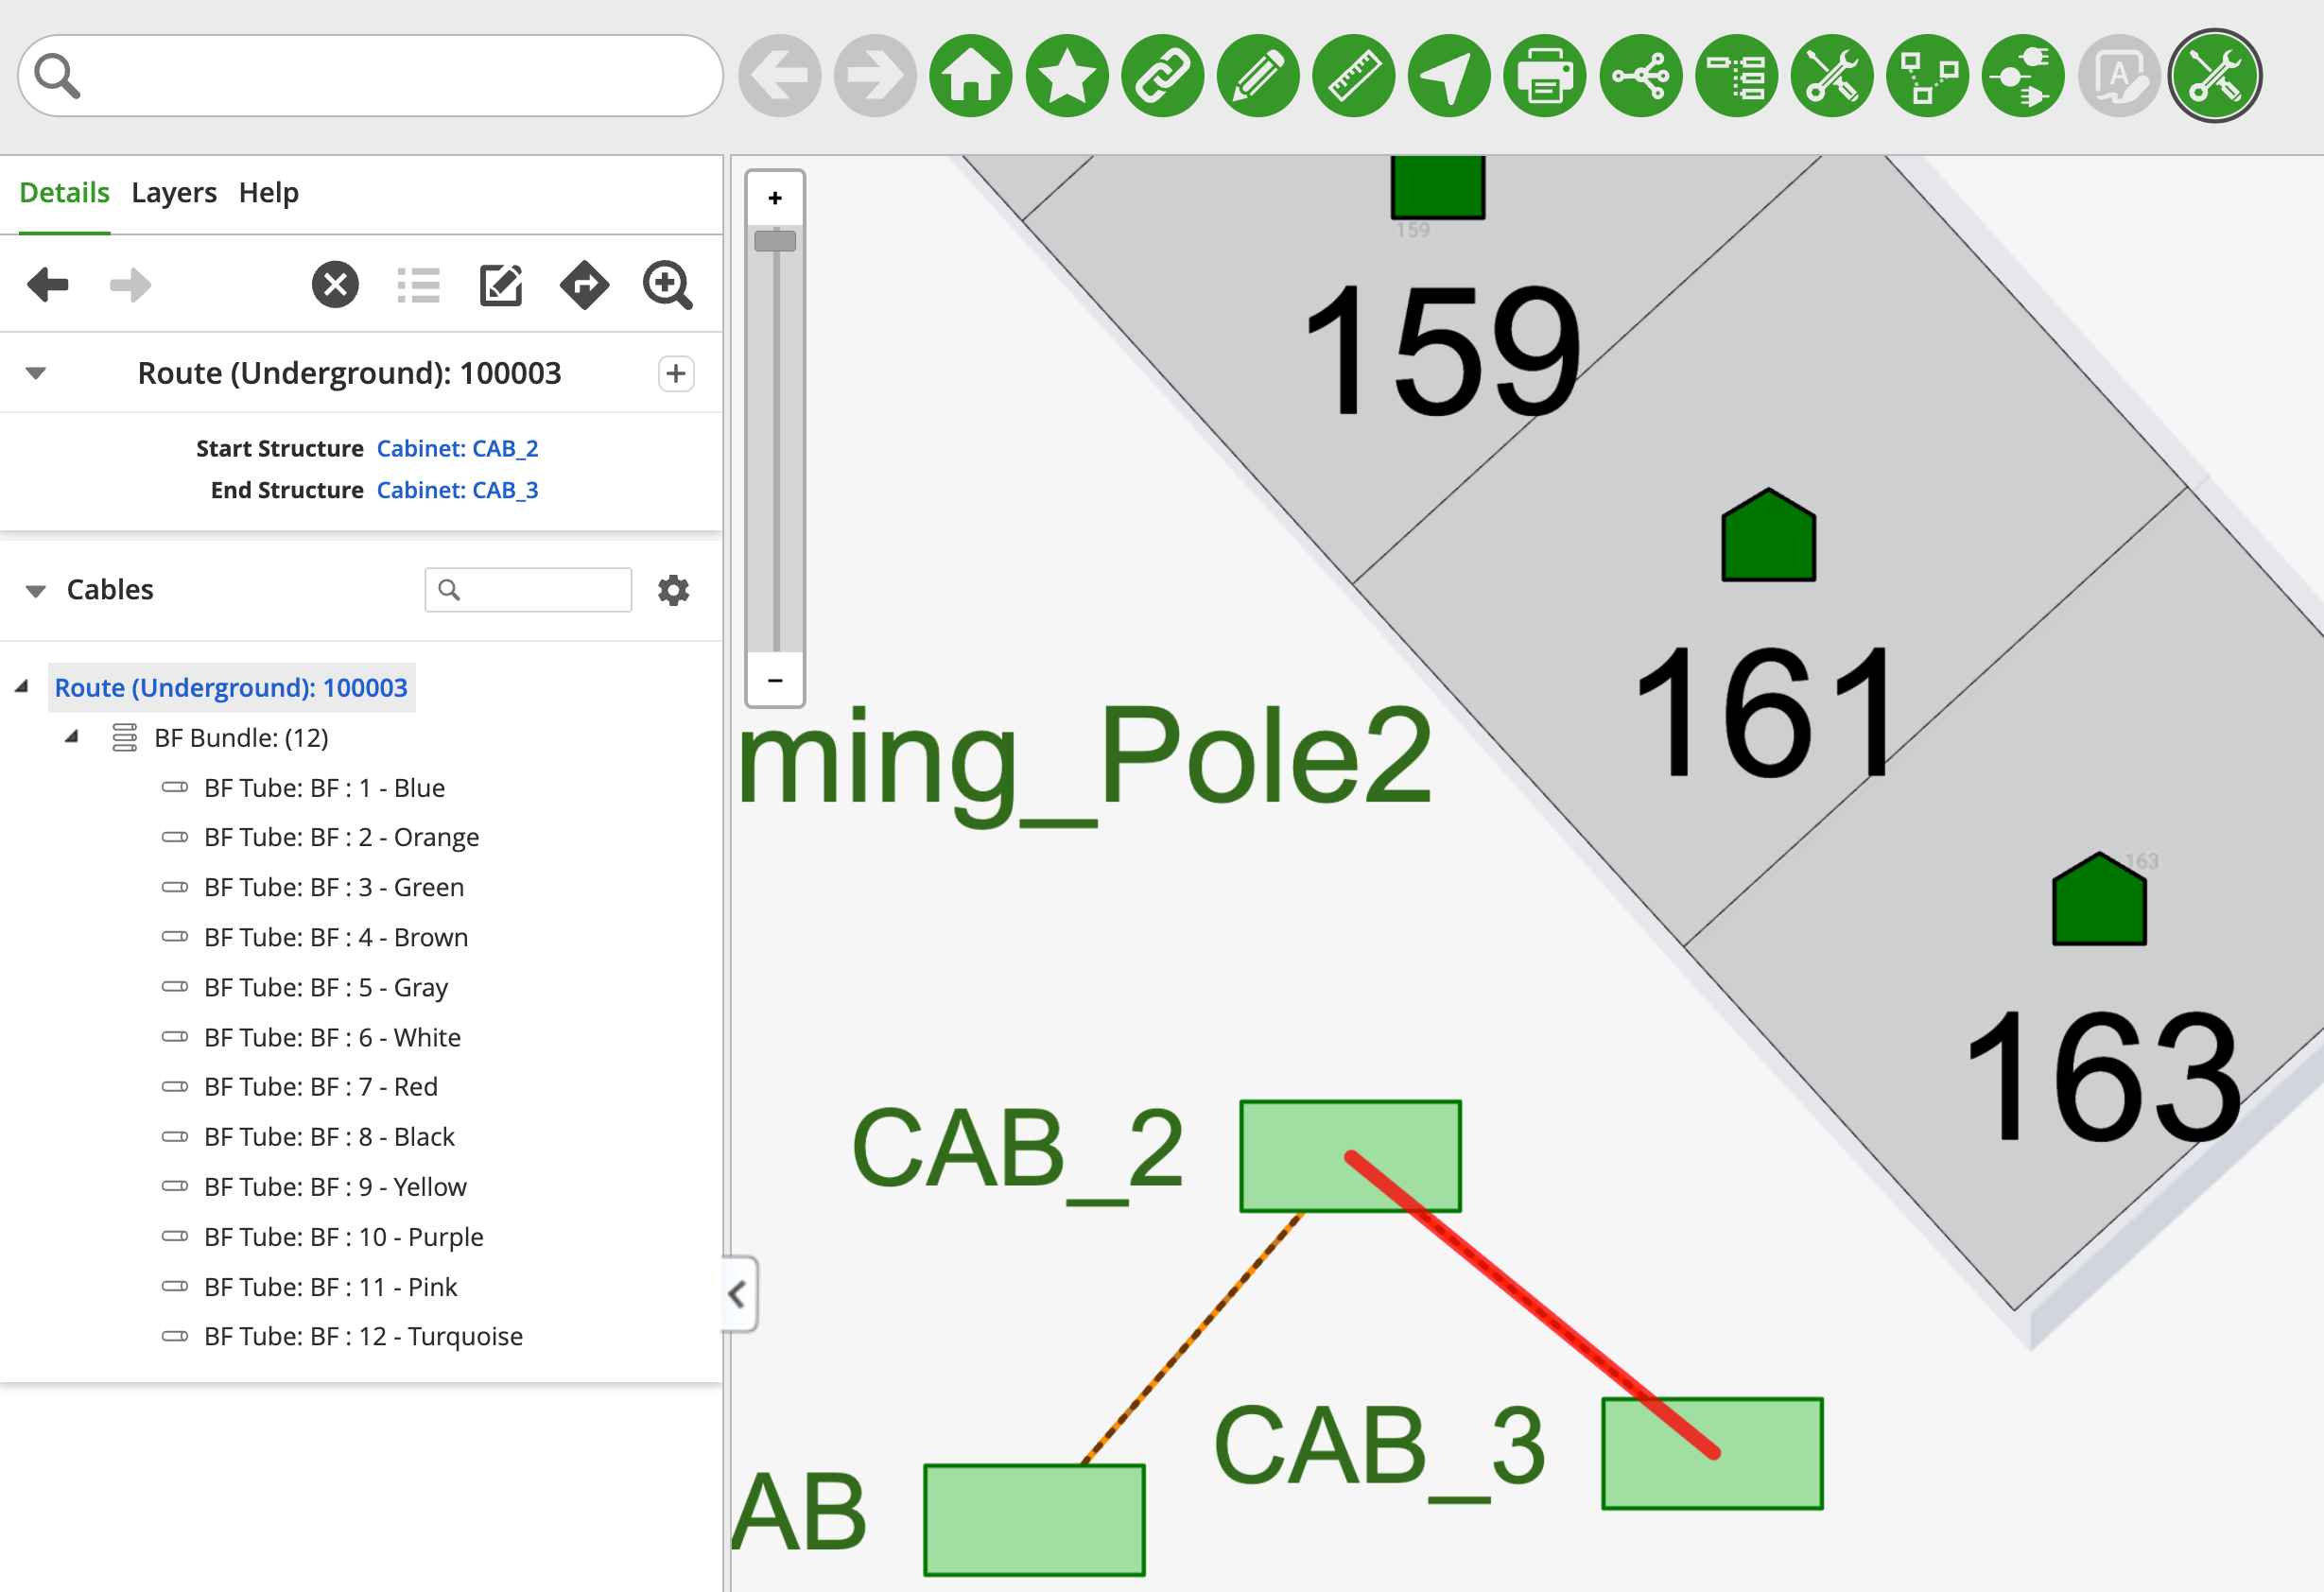 Details Layers Help
Route (Underground): 100003
Start Structure Cabinet: CAB_2
End Structure Cabinet: CAB_3
Cables
Route (Underground): 100003
BF Bundle: (12)
BF Tube: BF : 1 - Blue
BF Tube: BF : 2 - Orange
BF Tube: BF : 3 - Green
BF Tube: BF : 4 - Brown
BF Tube: BF : 5 - Gray
BF Tube: BF : 6 - White
BF Tube: BF : 7 - Red
BF Tube: BF : 8 - Black
BF Tube: BF : 9 - Yellow
BF Tube: BF : 10 - Purple
BF Tube: BF : 11 - Pink
BF Tube: BF : 12 - Turquoise
A
+
−
159
159
161
ming_Pole2
163
163
CAB_2
CAB_3
AB